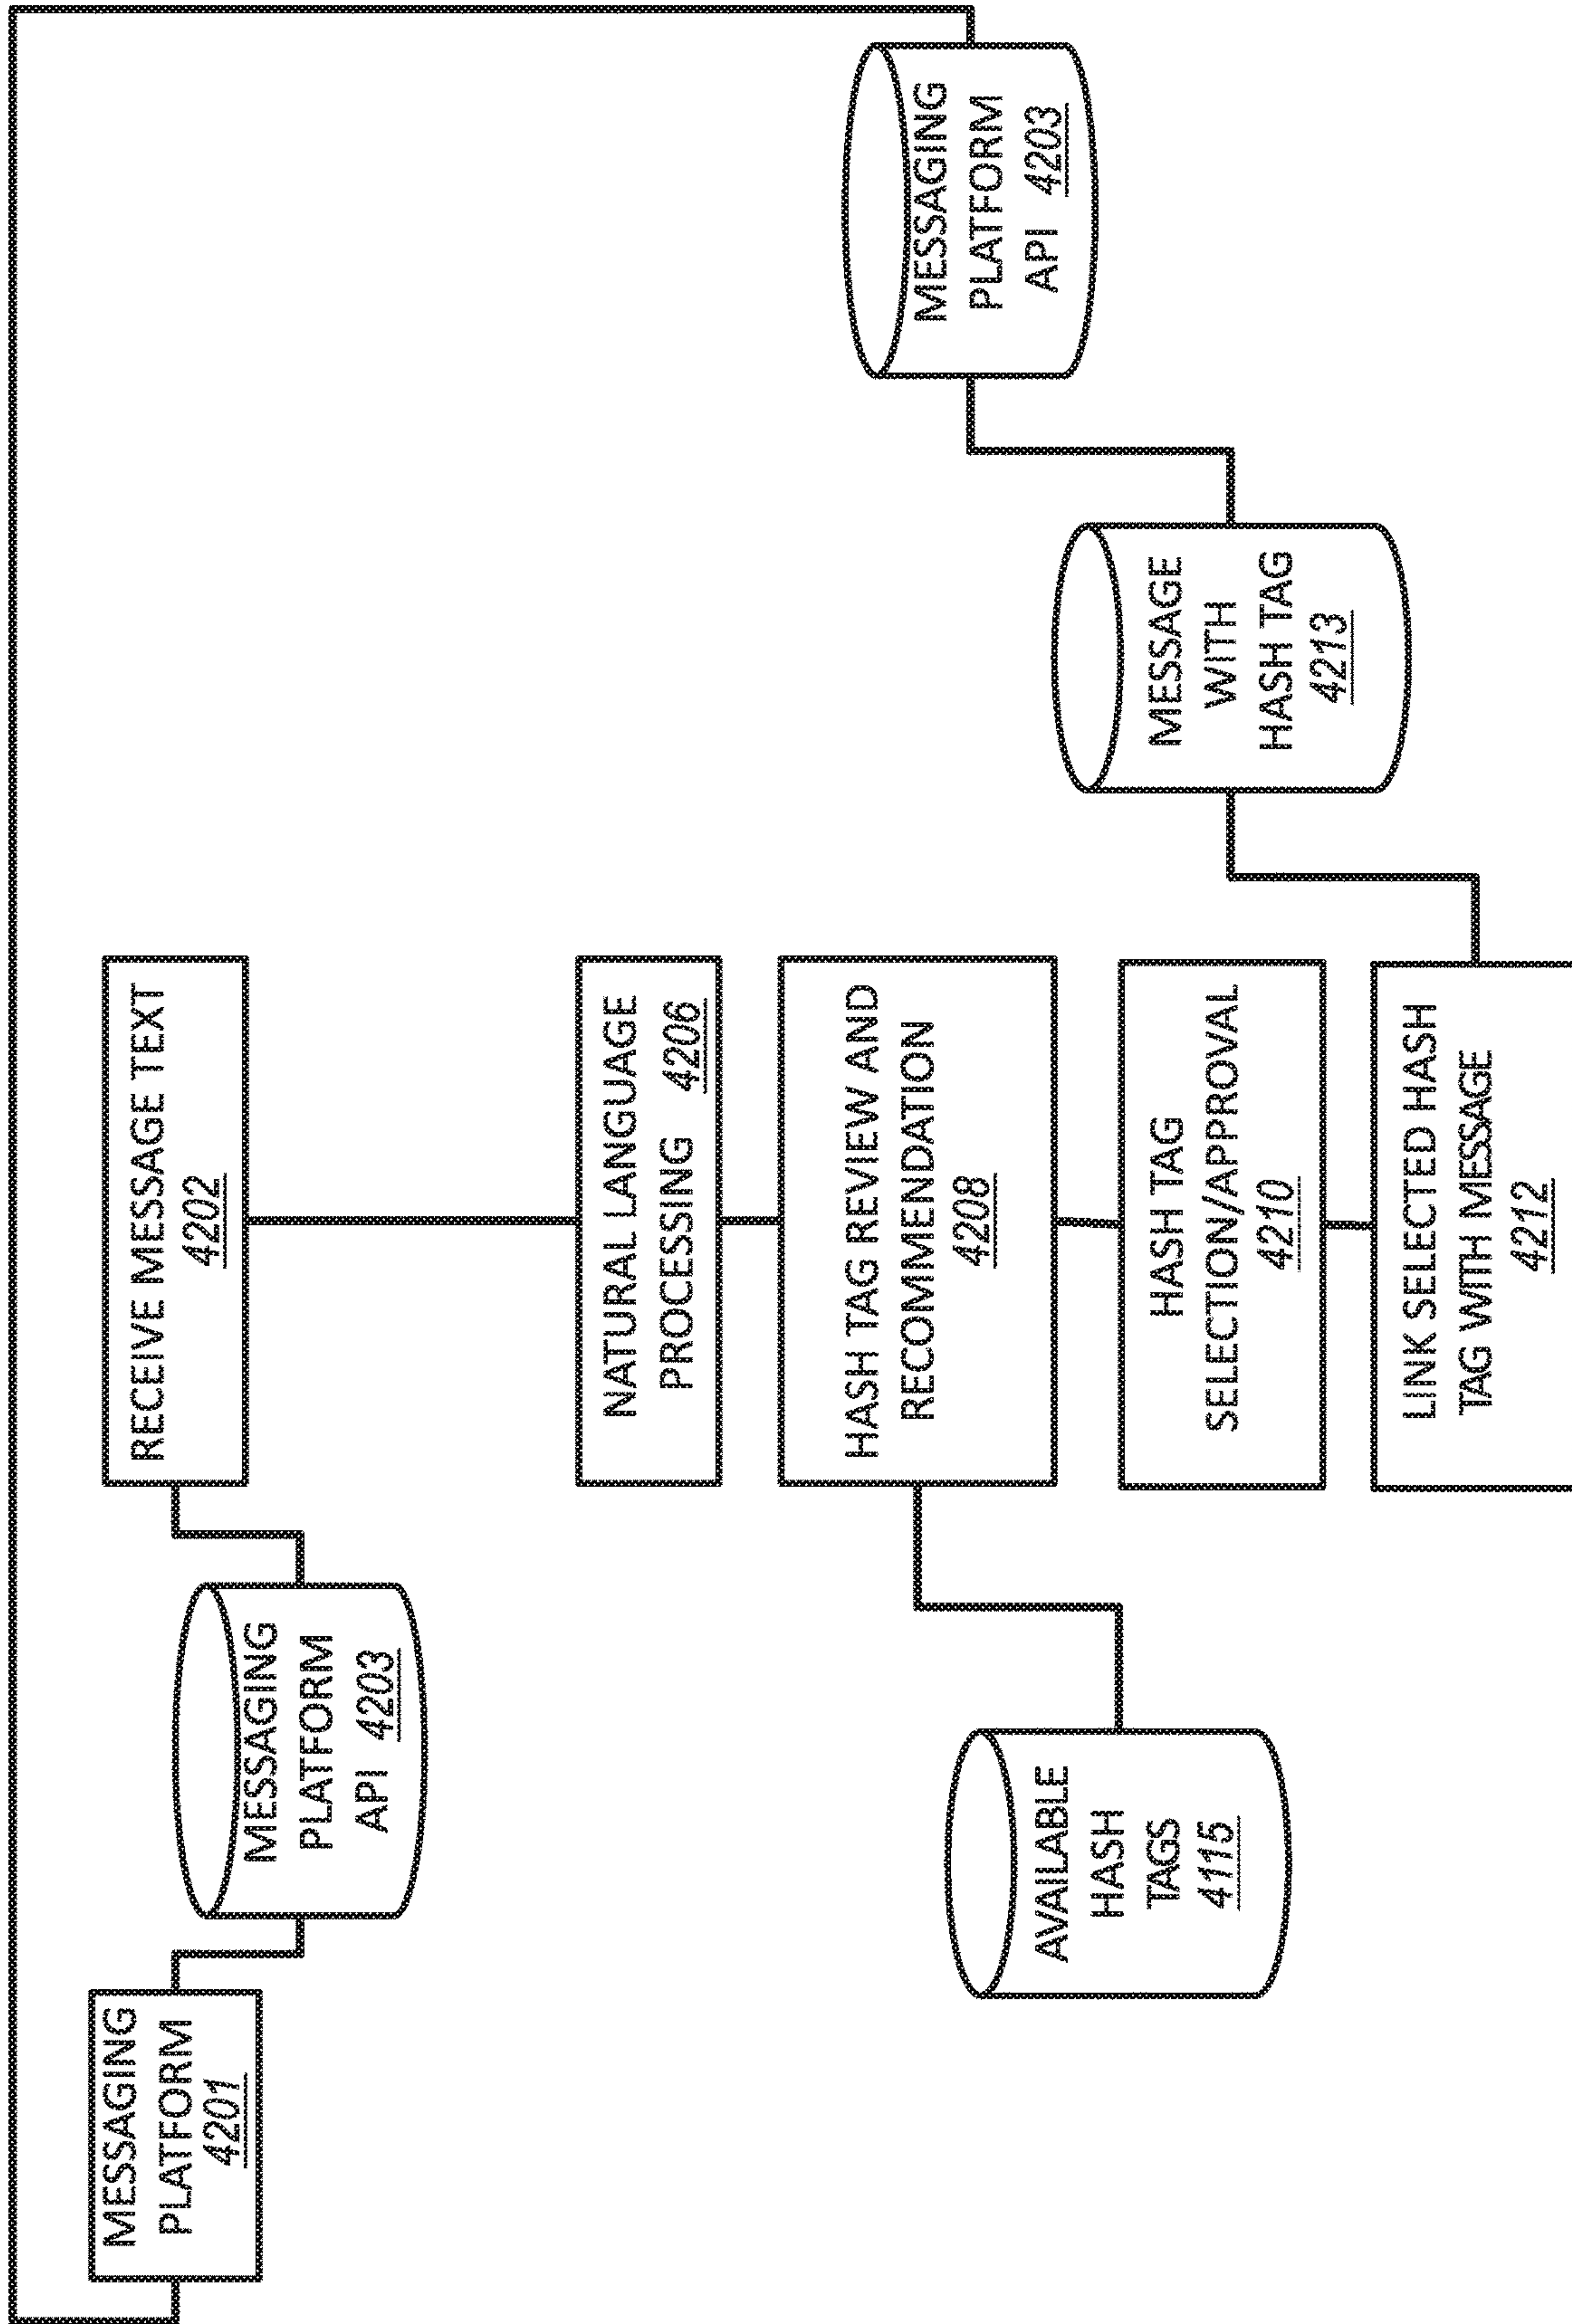 MESSAGING
PLATFORM
4201
MESSAGING
PLATFORM
API 4203
RECEIVE MESSAGE TEXT
4202
NATURAL LANGUAGE
PROCESSING 4206
AVAILABLE
HASH
TAGS
4115
HASH TAG REVIEW AND
RECOMMENDATION
4208
HASH TAG
SELECTION/APPROVAL
4210
LINK SELECTED HASH
TAG WITH MESSAGE
4212
MESSAGE
WITH
HASH TAG
4213
MESSAGING
PLATFORM
API 4203